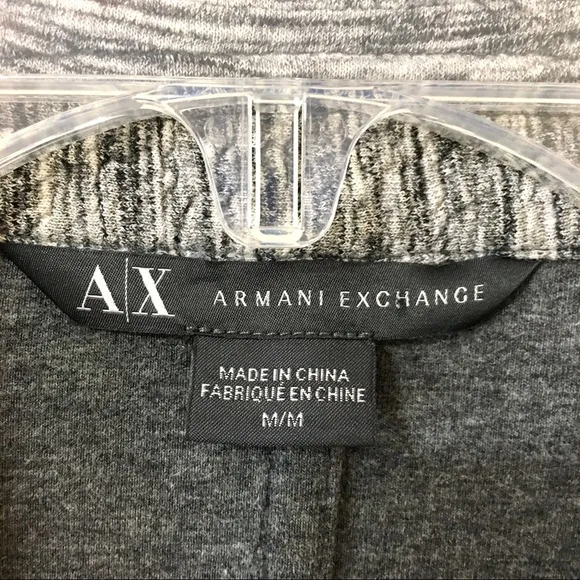 A|X ARMANI EXCHANGE
MADE IN CHINA
FABRIQUÉ EN CHINE
M/M